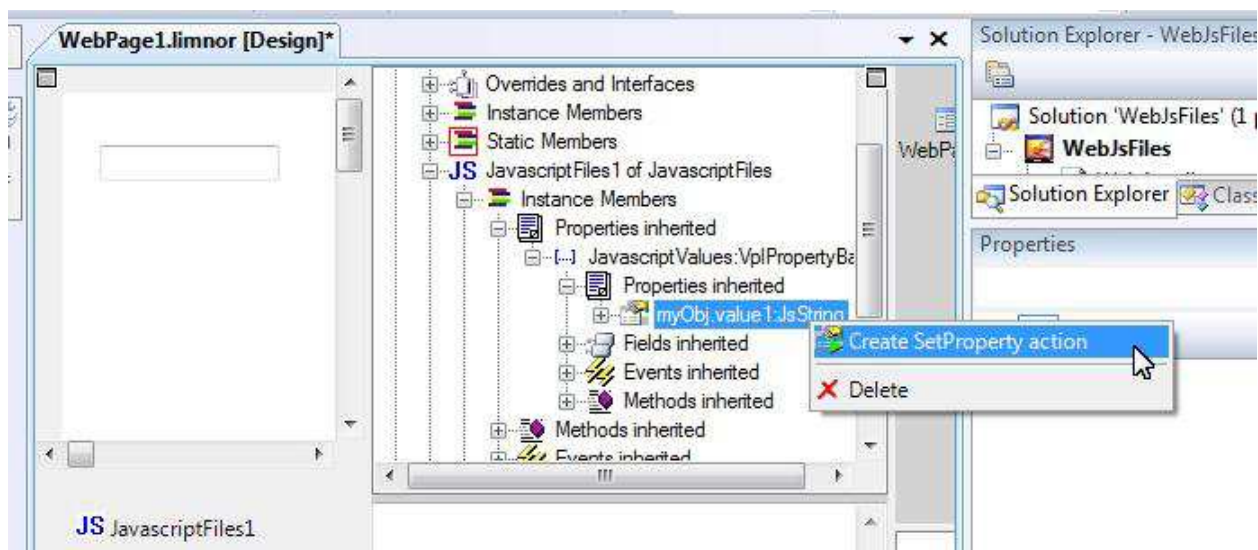 WebPage1.limnor [Design]*
Solution Explorer - WebJsFiles
Overrides and Interfaces
Instance Members
Static Members
JS JavascriptFiles1 of JavascriptFiles
Instance Members
Properties inherited
JavascriptValues:VplPropertyBa
Properties inherited
myObj.value1:JsString
Fields inherited
Events inherited
Methods inherited
Methods inherited
Events inherited
Create SetProperty action
Delete
WebPa
Solution 'WebJsFiles' (1 p
WebJsFiles
Solution Explorer
Class
Properties
JS JavascriptFiles1